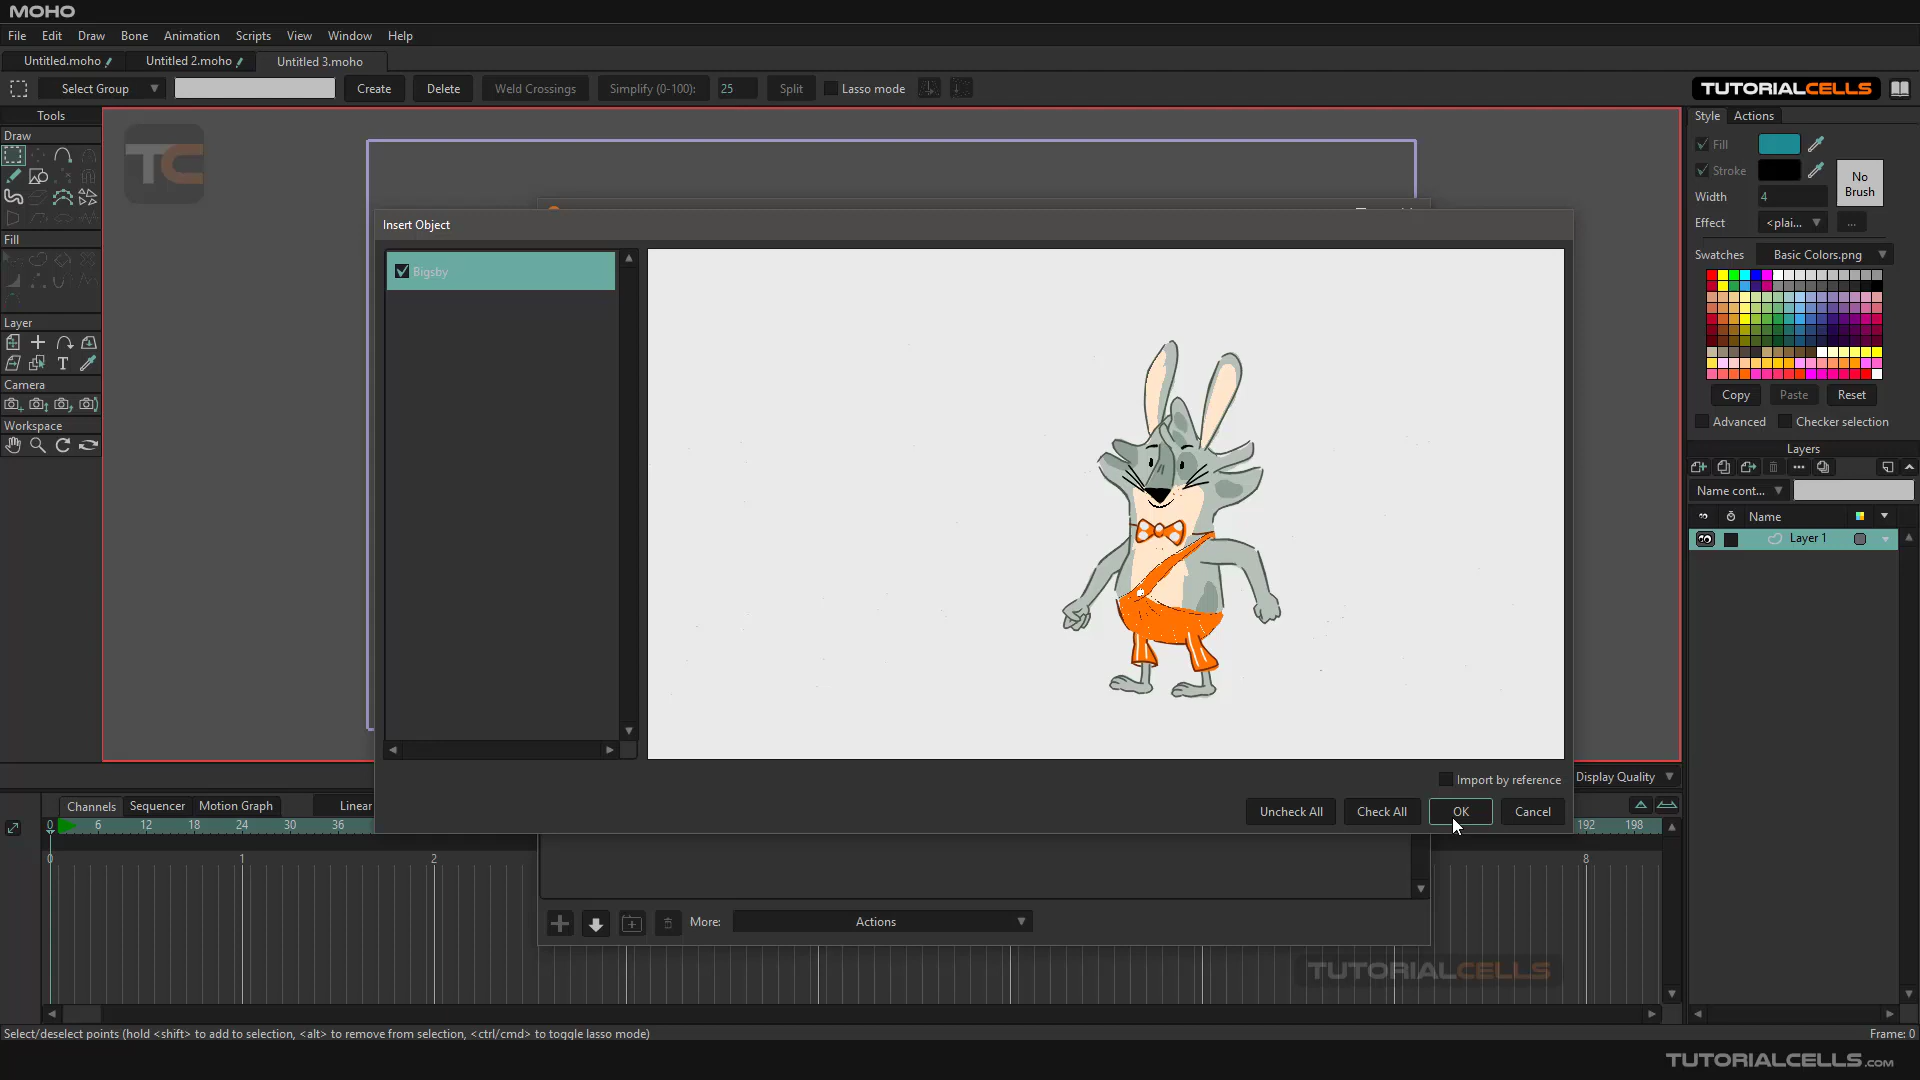 MOHO
File Edit Draw Bone Animation Scripts View Window Help
Untitled.moho Untitled 2.moho Untitled 3.moho
Select Group Create Delete Weld Crossings Simplify (0-100): 25 Split Lasso mode TUTORIALCELLS
Tools
Draw
TC
Fill
Layer
T
Camera
Workspace
Style Actions
Fill
Stroke
No
Brush
Width 4
Effect <plai... ...
Swatches Basic Colors.png
Copy Paste Reset
Advanced Checker selection
Layers
Name cont...
Name
Layer 1
Insert Object
Bigsby
Import by reference
Uncheck All Check All OK Cancel
Display Quality
Channels Sequencer Motion Graph Linear
0 6 12 18 24 30 36 192 198
0 1 2 8
More: Actions
TUTORIALCELLS
Select/deselect points (hold <shift> to add to selection, <alt> to remove from selection, <ctrl/cmd> to toggle lasso mode) Frame: 0
TUTORIALCELLS.COM